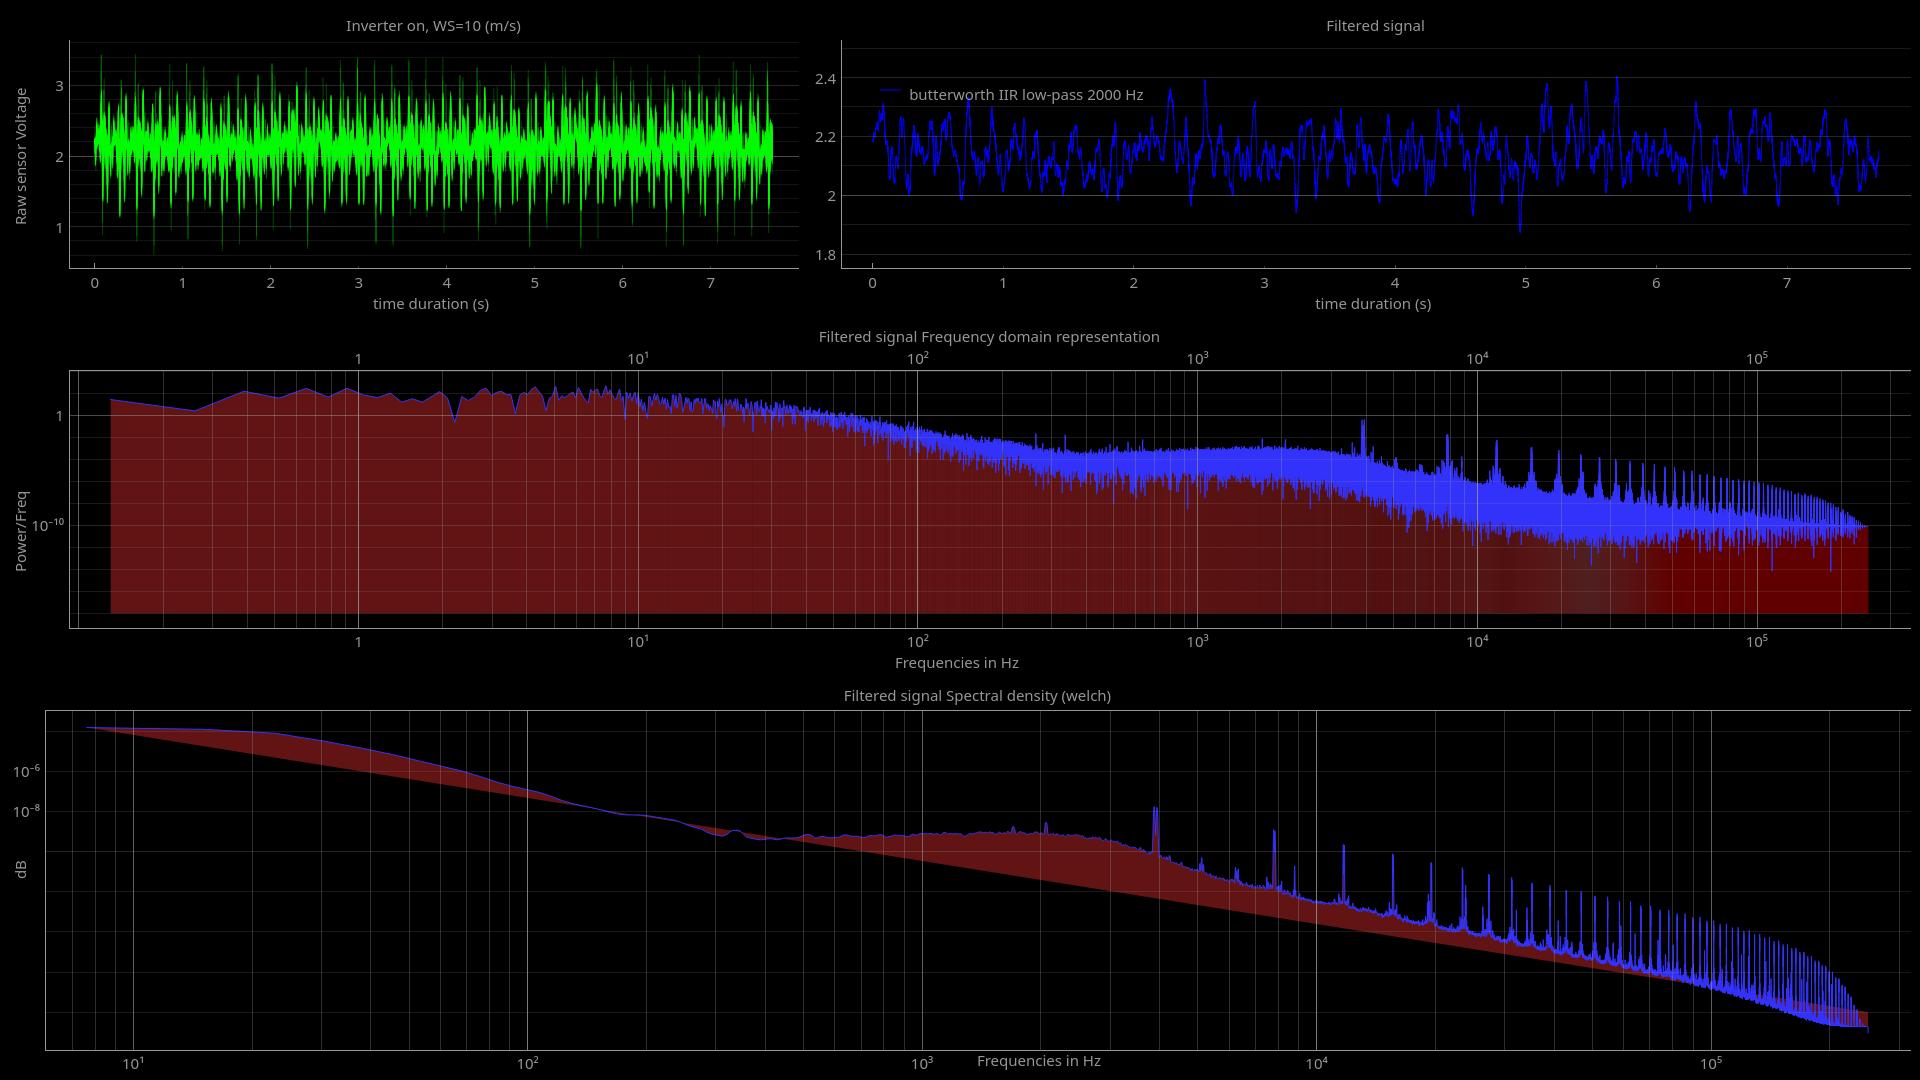 Inverter on, WS=10 (m/s)
Raw sensor Voltage
3
2
1
0 1 2 3 4 5 6 7
time duration (s)
Filtered signal
butterworth IIR low-pass 2000 Hz
2.4
2.2
2
1.8
0 1 2 3 4 5 6 7
time duration (s)
Filtered signal Frequency domain representation
1 10¹ 10² 10³ 10⁴ 10⁵
Power/Freq
1
10⁻¹⁰
1 10¹ 10² 10³ 10⁴ 10⁵
Frequencies in Hz
Filtered signal Spectral density (welch)
dB
10⁻⁶
10⁻⁸
10¹ 10² 10³ 10⁴ 10⁵
Frequencies in Hz